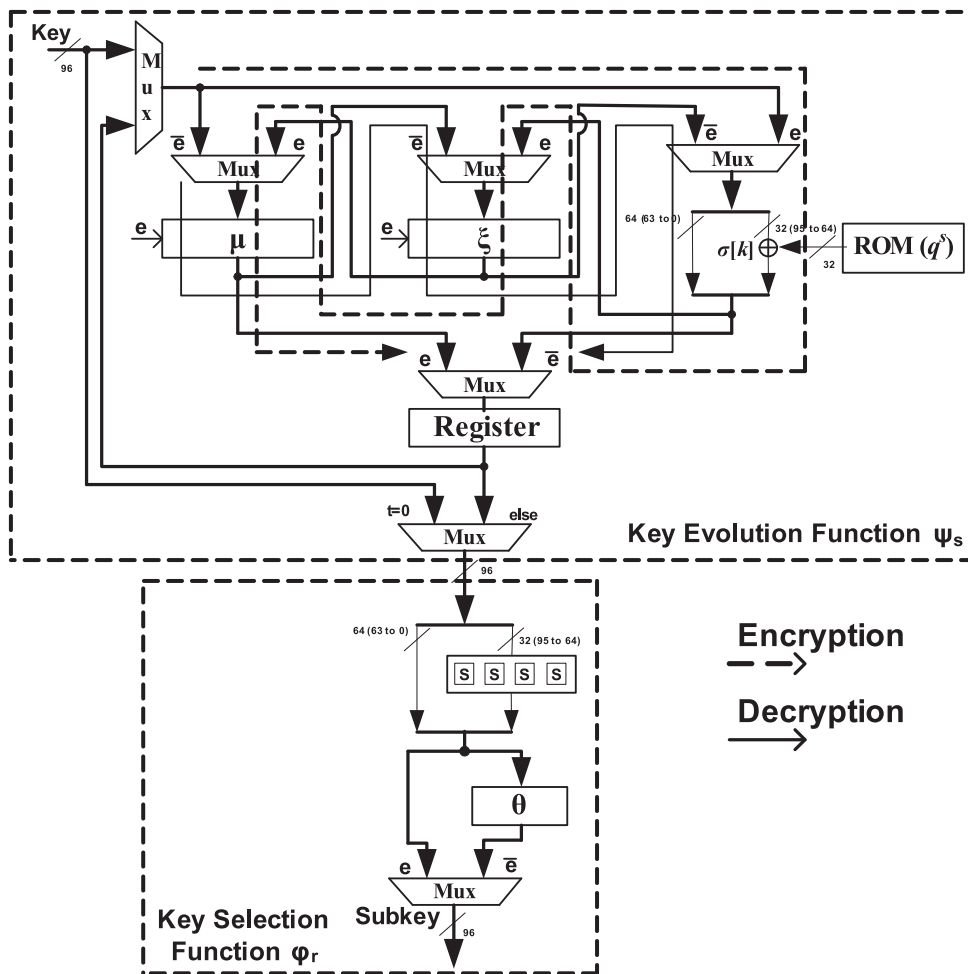 Key
96
M
u
x
e̅
e
e̅
e
e̅
e
Mux
Mux
Mux
e
μ
e
ξ
64 (63 to 0)
32 (95 to 64)
σ[k]
32
ROM (qˢ)
e
e̅
Mux
Register
t=0
else
Mux
Key Evolution Function ψₛ
96
64 (63 to 0)
32 (95 to 64)
S S S S
Encryption
Decryption
θ
e
e̅
Mux
Subkey
96
Key Selection
Function φᵣ